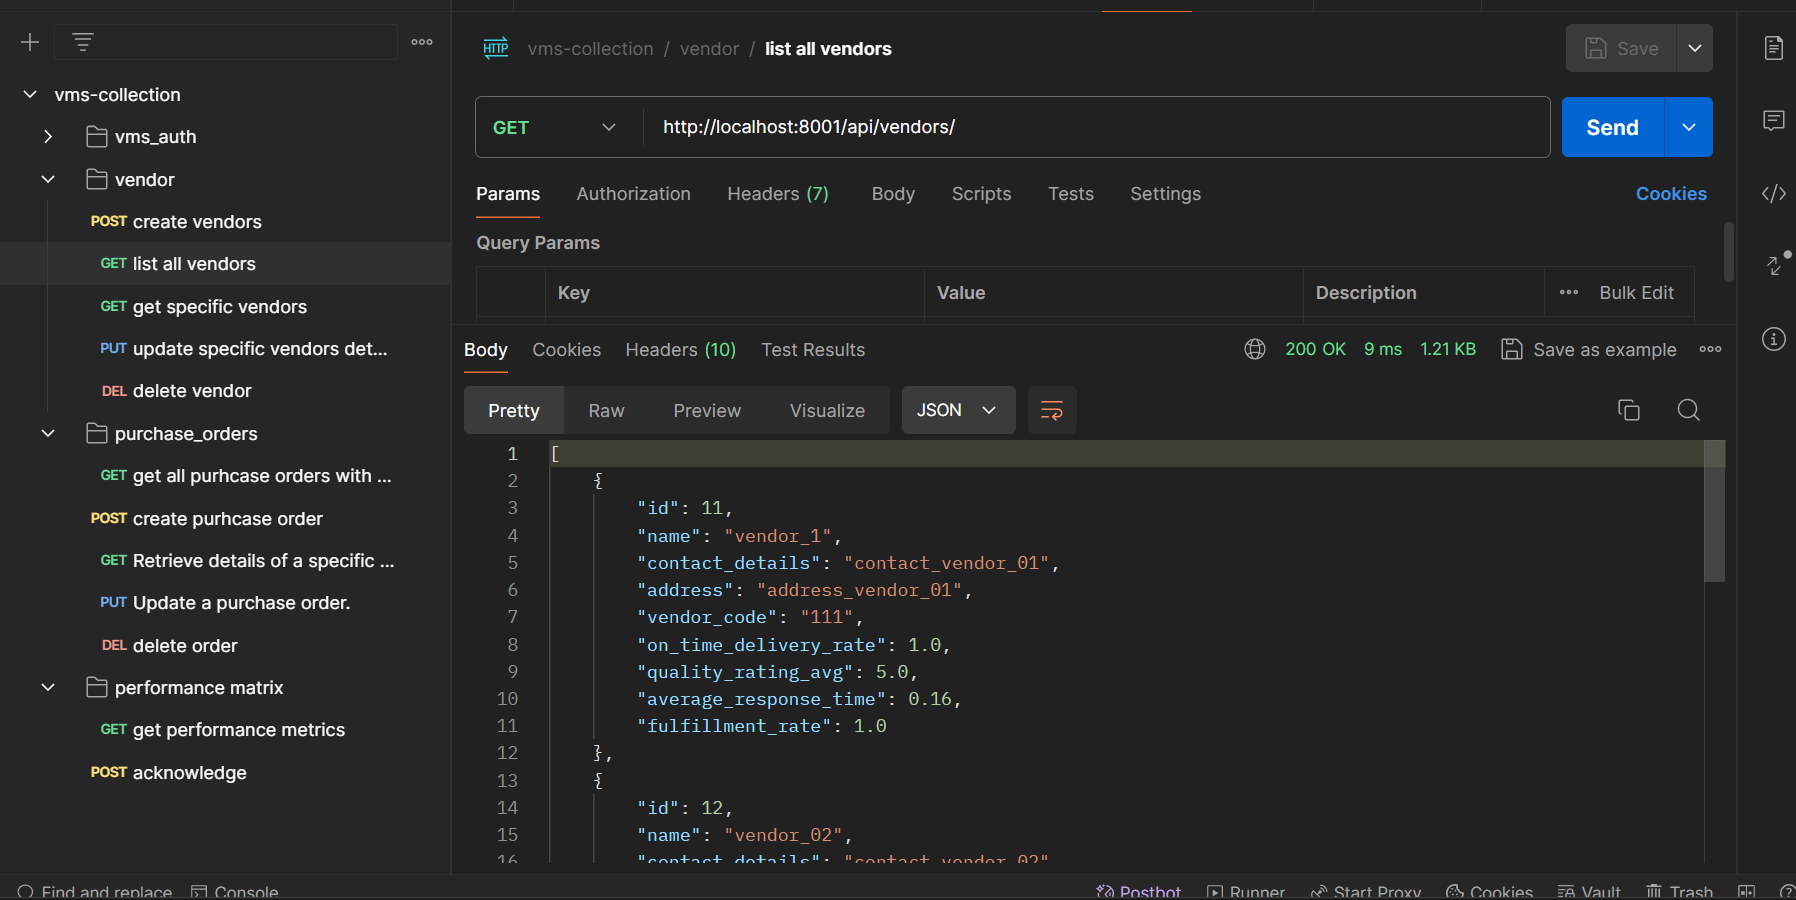 vms-collection
vms_auth
vendor
POST create vendors
GET list all vendors
GET get specific vendors
PUT update specific vendors det...
DEL delete vendor
purchase_orders
GET get all purhcase orders with ...
POST create purhcase order
GET Retrieve details of a specific ...
PUT Update a purchase order.
DEL delete order
performance matrix
GET get performance metrics
POST acknowledge
HTTP vms-collection / vendor / list all vendors
Save
GET http://localhost:8001/api/vendors/
Send
Params Authorization Headers (7) Body Scripts Tests Settings Cookies
Query Params
Key Value Description Bulk Edit
Body Cookies Headers (10) Test Results 200 OK 9 ms 1.21 KB Save as example
Pretty Raw Preview Visualize JSON
1 [
2 {
3 "id": 11,
4 "name": "vendor_1",
5 "contact_details": "contact_vendor_01",
6 "address": "address_vendor_01",
7 "vendor_code": "111",
8 "on_time_delivery_rate": 1.0,
9 "quality_rating_avg": 5.0,
10 "average_response_time": 0.16,
11 "fulfillment_rate": 1.0
12 },
13 {
14 "id": 12,
15 "name": "vendor_02",
16 "contact_details": "contact_vendor_02"
Find and replace Console Postbot Runner Start Proxy Cookies Vault Trash